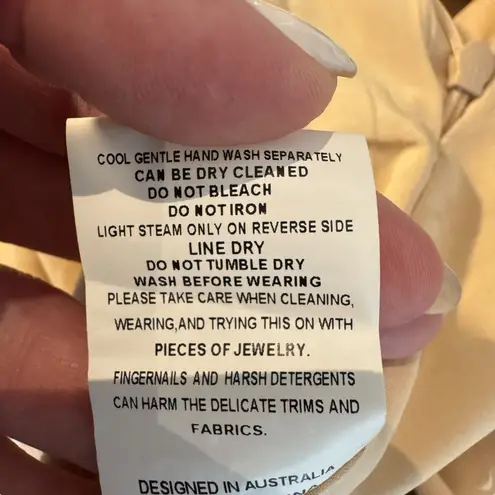 COOL GENTLE HAND WASH SEPARATELY
CAN BE DRY CLEANED
DO NOT BLEACH
DO NOT IRON
LIGHT STEAM ONLY ON REVERSE SIDE
LINE DRY
DO NOT TUMBLE DRY
WASH BEFORE WEARING
PLEASE TAKE CARE WHEN CLEANING,
WEARING,AND TRYING THIS ON WITH
PIECES OF JEWELRY.
FINGERNAILS AND HARSH DETERGENTS
CAN HARM THE DELICATE TRIMS AND
FABRICS.
DESIGNED IN AUSTRALIA